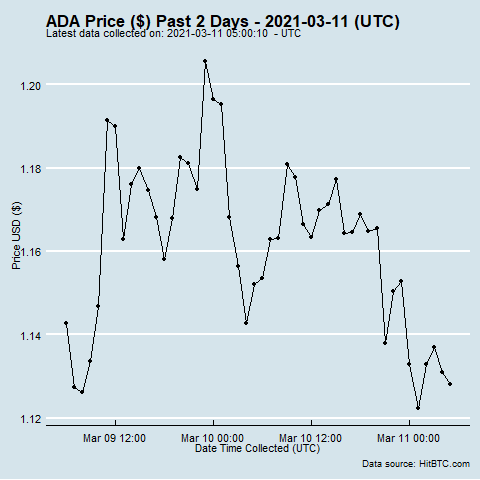 ADA Price ($) Past 2 Days - 2021-03-11 (UTC)
Latest data collected on: 2021-03-11 05:00:10 - UTC
1.20
1.18
1.16
1.14
1.12
Price USD ($)
Mar 09 12:00 Mar 10 00:00 Mar 10 12:00 Mar 11 00:00
Date Time Collected (UTC)
Data source: HitBTC.com